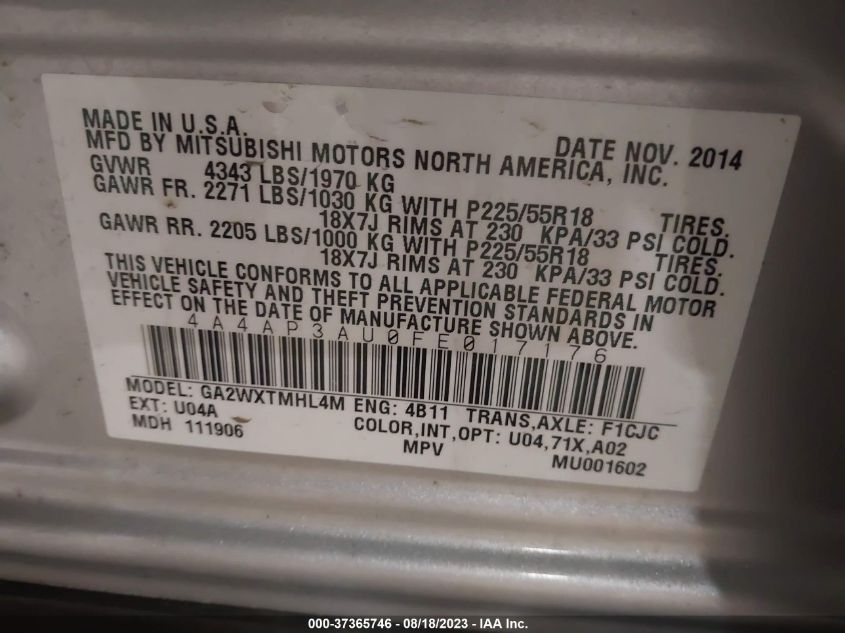 MADE IN U.S.A. DATE NOV. 2014
MFD BY MITSUBISHI MOTORS NORTH AMERICA, INC.
GVWR 4343 LBS/1970 KG
GAWR FR. 2271 LBS/1030 KG WITH P225/55R18 TIRES.
18X7J RIMS AT 230 KPA/33 PSI COLD.
GAWR RR. 2205 LBS/1000 KG WITH P225/55R18 TIRES.
18X7J RIMS AT 230 KPA/33 PSI COLD.
THIS VEHICLE CONFORMS TO ALL APPLICABLE FEDERAL MOTOR
VEHICLE SAFETY AND THEFT PREVENTION STANDARDS IN
EFFECT ON THE DATE OF MANUFACTURE SHOWN ABOVE.
4A4AP3AU0FE017176
MODEL: GA2WXTMHL4M ENG: 4B11 TRANS,AXLE: F1CJC
EXT: U04A COLOR,INT,OPT: U04,71X,A02
MDH 111906 MPV MU001602
000-37365746 - 08/18/2023 - IAA Inc.